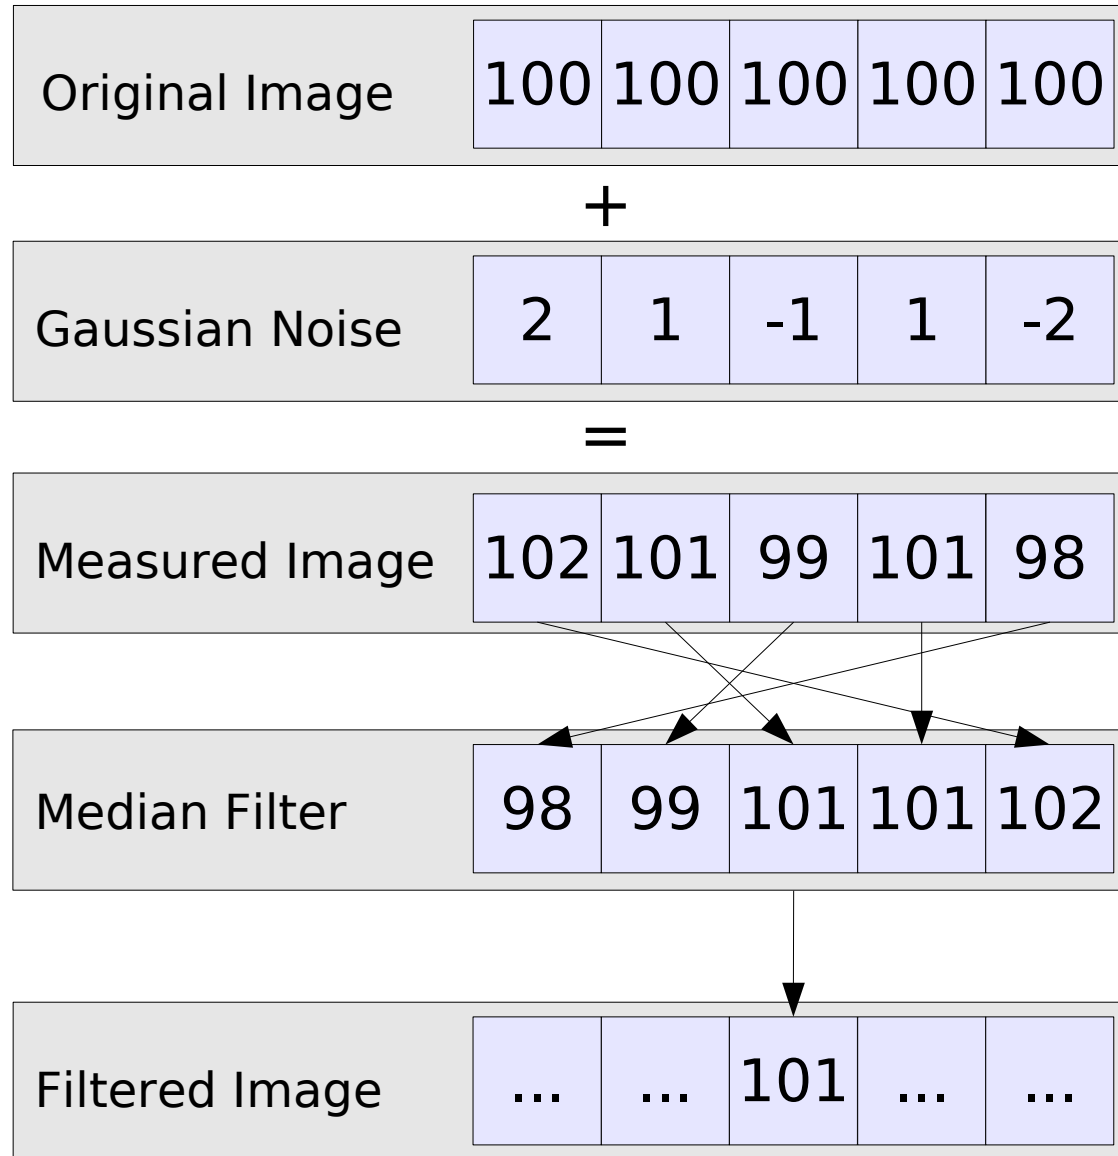 Original Image 100 100 100 100 100
+
Gaussian Noise 2 1 -1 1 -2
=
Measured Image 102 101 99 101 98
Median Filter 98 99 101 101 102
Filtered Image ... ... 101 ... ...